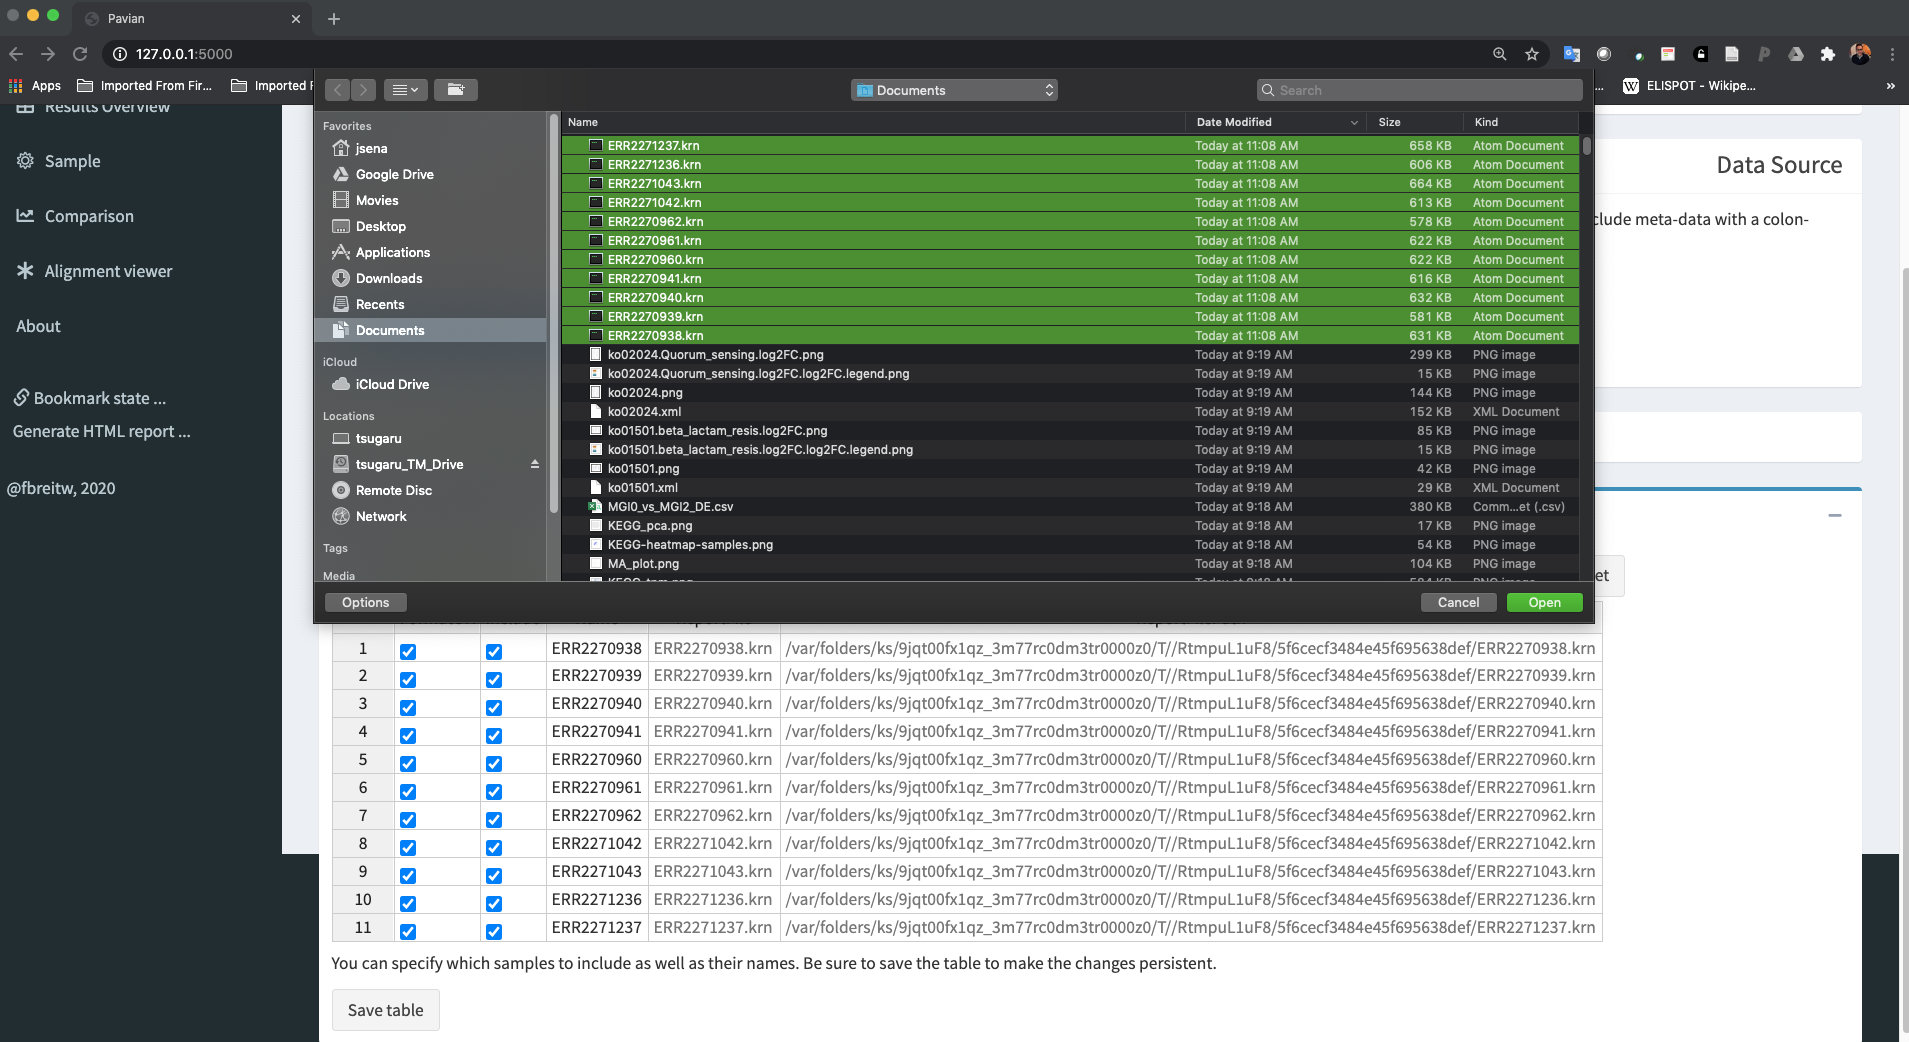 Pavian
127.0.0.1:5000
Apps
Imported From Fir...
Imported F
...
ELISPOT - Wikipe...
»
Results Overview
Sample
Comparison
Alignment viewer
About
Bookmark state ...
Generate HTML report ...
@fbreitw, 2020
Documents
Search
Favorites
jsena
Google Drive
Movies
Desktop
Applications
Downloads
Recents
Documents
iCloud
iCloud Drive
Locations
tsugaru
tsugaru_TM_Drive
Remote Disc
Network
Tags
Media
Name Date Modified Size Kind
ERR2271237.krn Today at 11:08 AM 658 KB Atom Document
ERR2271236.krn Today at 11:08 AM 606 KB Atom Document
ERR2271043.krn Today at 11:08 AM 664 KB Atom Document
ERR2271042.krn Today at 11:08 AM 613 KB Atom Document
ERR2270962.krn Today at 11:08 AM 578 KB Atom Document
ERR2270961.krn Today at 11:08 AM 622 KB Atom Document
ERR2270960.krn Today at 11:08 AM 622 KB Atom Document
ERR2270941.krn Today at 11:08 AM 616 KB Atom Document
ERR2270940.krn Today at 11:08 AM 632 KB Atom Document
ERR2270939.krn Today at 11:08 AM 581 KB Atom Document
ERR2270938.krn Today at 11:08 AM 631 KB Atom Document
ko02024.Quorum_sensing.log2FC.png Today at 9:19 AM 299 KB PNG image
ko02024.Quorum_sensing.log2FC.log2FC.legend.png Today at 9:19 AM 15 KB PNG image
ko02024.png Today at 9:19 AM 144 KB PNG image
ko02024.xml Today at 9:19 AM 152 KB XML Document
ko01501.beta_lactam_resis.log2FC.png Today at 9:19 AM 85 KB PNG image
ko01501.beta_lactam_resis.log2FC.log2FC.legend.png Today at 9:19 AM 15 KB PNG image
ko01501.png Today at 9:19 AM 42 KB PNG image
ko01501.xml Today at 9:19 AM 29 KB XML Document
MGI0_vs_MGI2_DE.csv Today at 9:18 AM 380 KB Comm...et (.csv)
KEGG_pca.png Today at 9:18 AM 17 KB PNG image
KEGG-heatmap-samples.png Today at 9:18 AM 54 KB PNG image
MA_plot.png Today at 9:18 AM 104 KB PNG image
Options
Cancel
Open
Data Source
clude meta-data with a colon-
et
1 ERR2270938 ERR2270938.krn /var/folders/ks/9jqt00fx1qz_3m77rc0dm3tr0000z0/T//RtmpuL1uF8/5f6cecf3484e45f695638def/ERR2270938.krn
2 ERR2270939 ERR2270939.krn /var/folders/ks/9jqt00fx1qz_3m77rc0dm3tr0000z0/T//RtmpuL1uF8/5f6cecf3484e45f695638def/ERR2270939.krn
3 ERR2270940 ERR2270940.krn /var/folders/ks/9jqt00fx1qz_3m77rc0dm3tr0000z0/T//RtmpuL1uF8/5f6cecf3484e45f695638def/ERR2270940.krn
4 ERR2270941 ERR2270941.krn /var/folders/ks/9jqt00fx1qz_3m77rc0dm3tr0000z0/T//RtmpuL1uF8/5f6cecf3484e45f695638def/ERR2270941.krn
5 ERR2270960 ERR2270960.krn /var/folders/ks/9jqt00fx1qz_3m77rc0dm3tr0000z0/T//RtmpuL1uF8/5f6cecf3484e45f695638def/ERR2270960.krn
6 ERR2270961 ERR2270961.krn /var/folders/ks/9jqt00fx1qz_3m77rc0dm3tr0000z0/T//RtmpuL1uF8/5f6cecf3484e45f695638def/ERR2270961.krn
7 ERR2270962 ERR2270962.krn /var/folders/ks/9jqt00fx1qz_3m77rc0dm3tr0000z0/T//RtmpuL1uF8/5f6cecf3484e45f695638def/ERR2270962.krn
8 ERR2271042 ERR2271042.krn /var/folders/ks/9jqt00fx1qz_3m77rc0dm3tr0000z0/T//RtmpuL1uF8/5f6cecf3484e45f695638def/ERR2271042.krn
9 ERR2271043 ERR2271043.krn /var/folders/ks/9jqt00fx1qz_3m77rc0dm3tr0000z0/T//RtmpuL1uF8/5f6cecf3484e45f695638def/ERR2271043.krn
10 ERR2271236 ERR2271236.krn /var/folders/ks/9jqt00fx1qz_3m77rc0dm3tr0000z0/T//RtmpuL1uF8/5f6cecf3484e45f695638def/ERR2271236.krn
11 ERR2271237 ERR2271237.krn /var/folders/ks/9jqt00fx1qz_3m77rc0dm3tr0000z0/T//RtmpuL1uF8/5f6cecf3484e45f695638def/ERR2271237.krn
You can specify which samples to include as well as their names. Be sure to save the table to make the changes persistent.
Save table